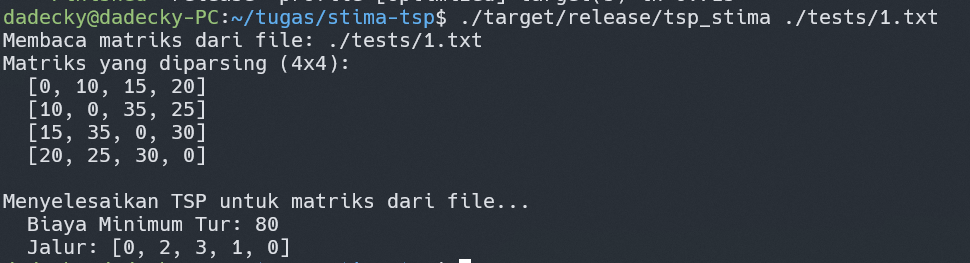 dadecky@dadecky-PC:~/tugas/stima-tsp$ ./target/release/tsp_stima ./tests/1.txt
Membaca matriks dari file: ./tests/1.txt
Matriks yang diparsing (4x4):
  [0, 10, 15, 20]
  [10, 0, 35, 25]
  [15, 35, 0, 30]
  [20, 25, 30, 0]

Menyelesaikan TSP untuk matriks dari file...
  Biaya Minimum Tur: 80
  Jalur: [0, 2, 3, 1, 0]